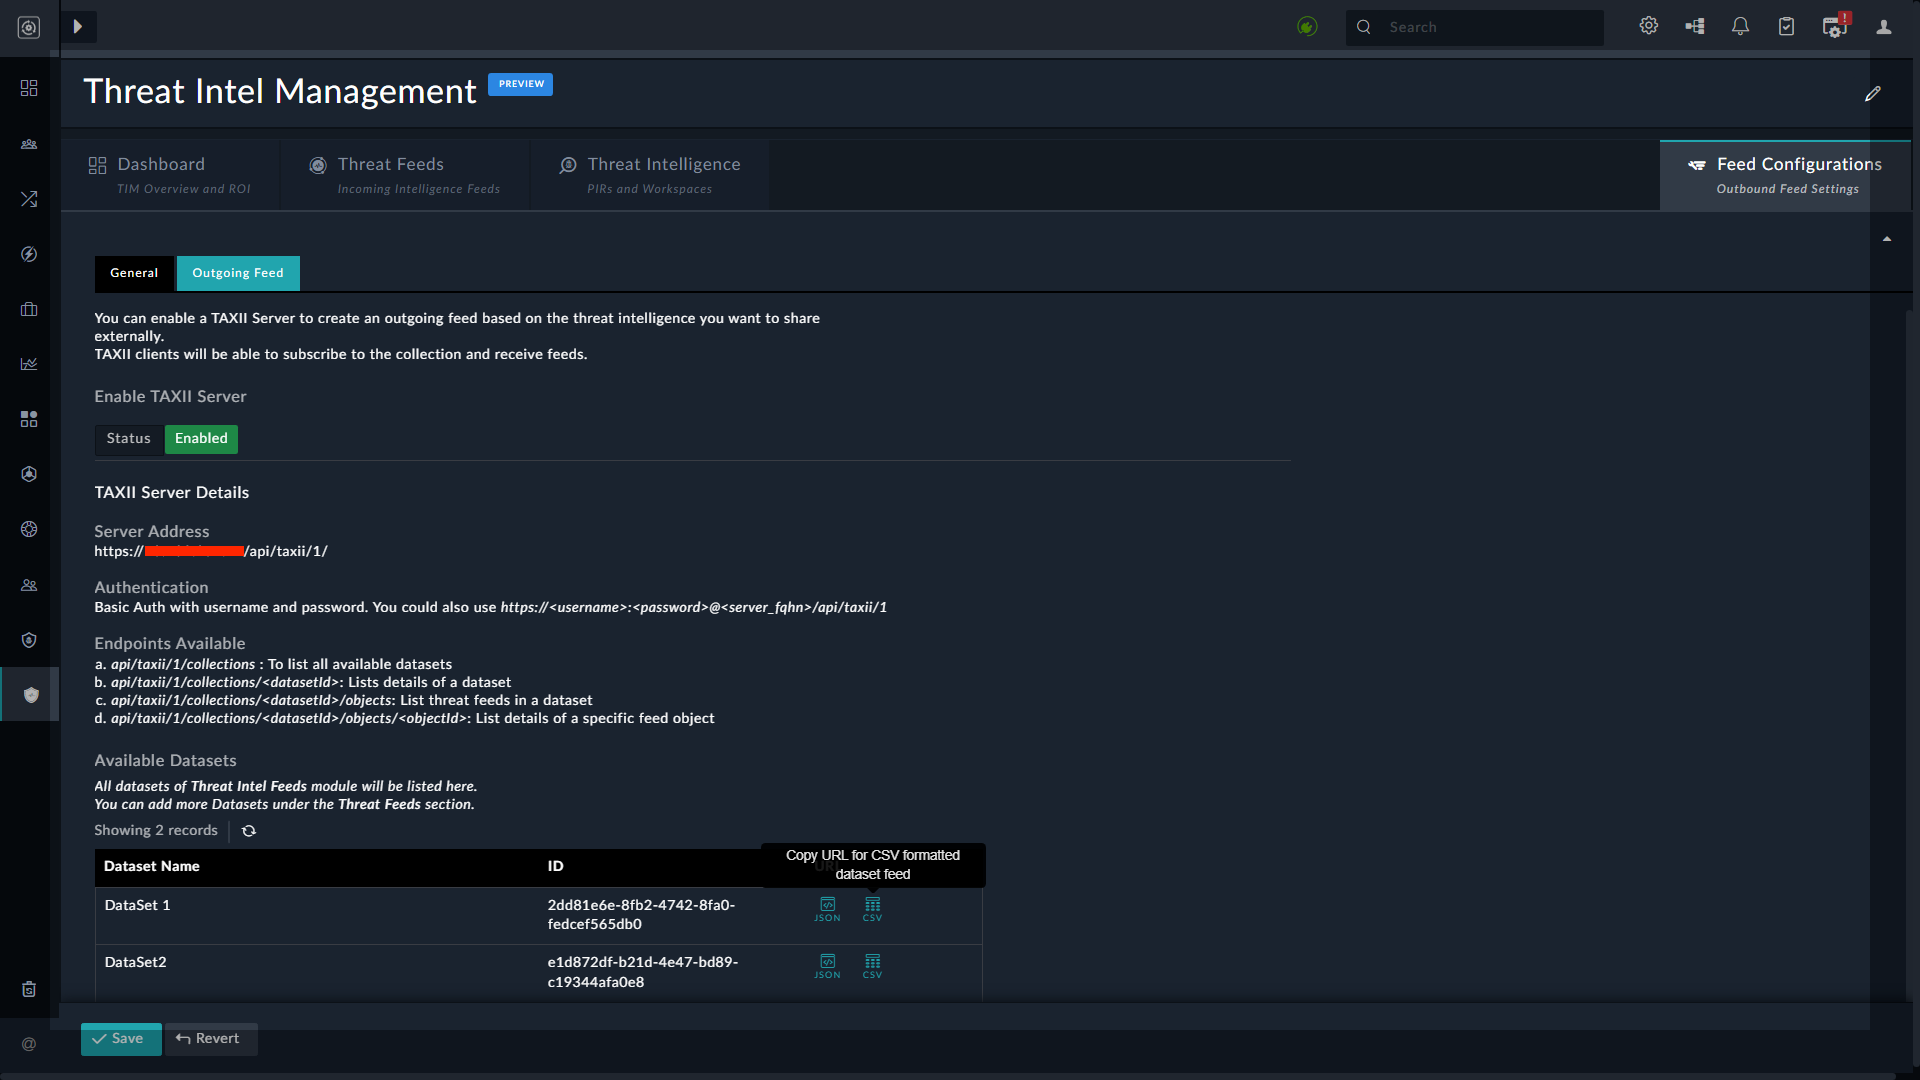 Search
!
Threat Intel Management
PREVIEW
Dashboard
TIM Overview and ROI
Threat Feeds
Incoming Intelligence Feeds
Threat Intelligence
PIRs and Workspaces
Feed Configurations
Outbound Feed Settings
General
Outgoing Feed
You can enable a TAXII Server to create an outgoing feed based on the threat intelligence you want to share
externally.
TAXII clients will be able to subscribe to the collection and receive feeds.
Enable TAXII Server
Status
Enabled
TAXII Server Details
Server Address
https:// /api/taxii/1/
Authentication
Basic Auth with username and password. You could also use https://<username>:<password>@<server_fqhn>/api/taxii/1
Endpoints Available
a. api/taxii/1/collections : To list all available datasets
b. api/taxii/1/collections/<datasetId>: Lists details of a dataset
c. api/taxii/1/collections/<datasetId>/objects: List threat feeds in a dataset
d. api/taxii/1/collections/<datasetId>/objects/<objectId>: List details of a specific feed object
Available Datasets
All datasets of Threat Intel Feeds module will be listed here.
You can add more Datasets under the Threat Feeds section.
Showing 2 records
Dataset Name
ID
Copy URL for CSV formatted
dataset feed
DataSet 1
2dd81e6e-8fb2-4742-8fa0-
fedcef565db0
JSON
CSV
DataSet2
e1d872df-b21d-4e47-bd89-
c19344afa0e8
JSON
CSV
@
Save
Revert